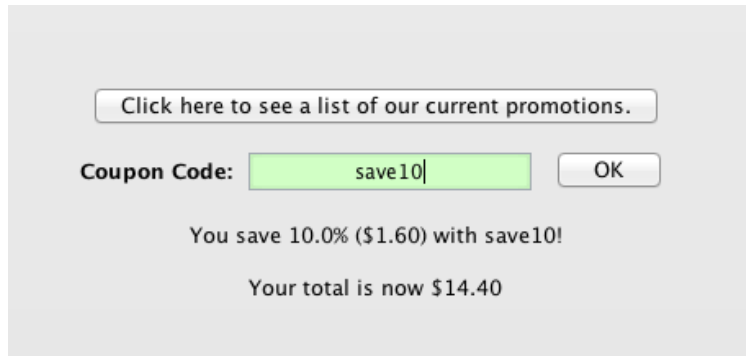 Click here to see a list of our current promotions.
Coupon Code: save10 OK
You save 10.0% ($1.60) with save10!
Your total is now $14.40